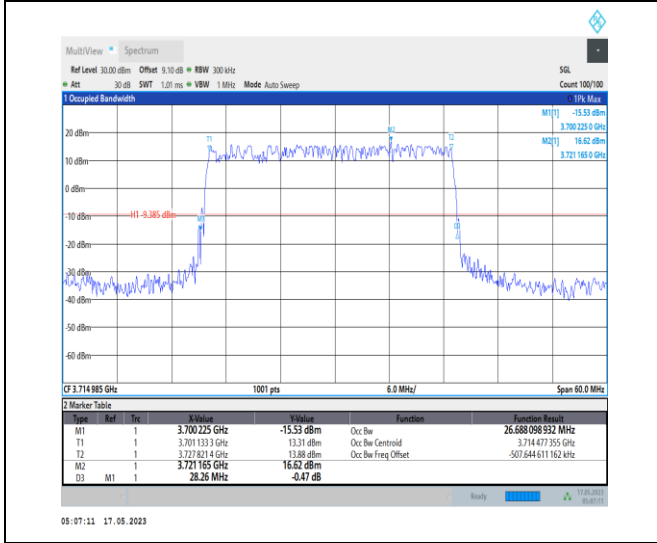 MultiView Spectrum
Ref Level 30.00 dBm Offset 9.10 dB RBW 300 kHz SGL
Att 30 dB SWT 1.01 ms VBW 1 MHz Mode Auto Sweep Count 100/100
1 Occupied Bandwidth 1Pk Max
M1[1] -15.53 dBm
3.700 225 0 GHz
M2[1] 16.62 dBm
3.721 165 0 GHz
20 dBm
T1
M2
T2
10 dBm
0 dBm
-10 dBm
H1 -9.385 dBm
M1
D3
-20 dBm
-30 dBm
-40 dBm
-50 dBm
-60 dBm
CF 3.714 985 GHz 1001 pts 6.0 MHz/ Span 60.0 MHz
2 Marker Table
Type Ref Trc X-Value Y-Value Function Function Result
M1 1 3.700 225 GHz -15.53 dBm Occ Bw 26.688 098 932 MHz
T1 1 3.701 133 3 GHz 13.31 dBm Occ Bw Centroid 3.714 477 355 GHz
T2 1 3.727 821 4 GHz 13.88 dBm Occ Bw Freq Offset -507.644 611 162 kHz
M2 1 3.721 165 GHz 16.62 dBm
D3 M1 1 28.26 MHz -0.47 dB
Ready 17.05.2023
05:07:11
05:07:11 17.05.2023